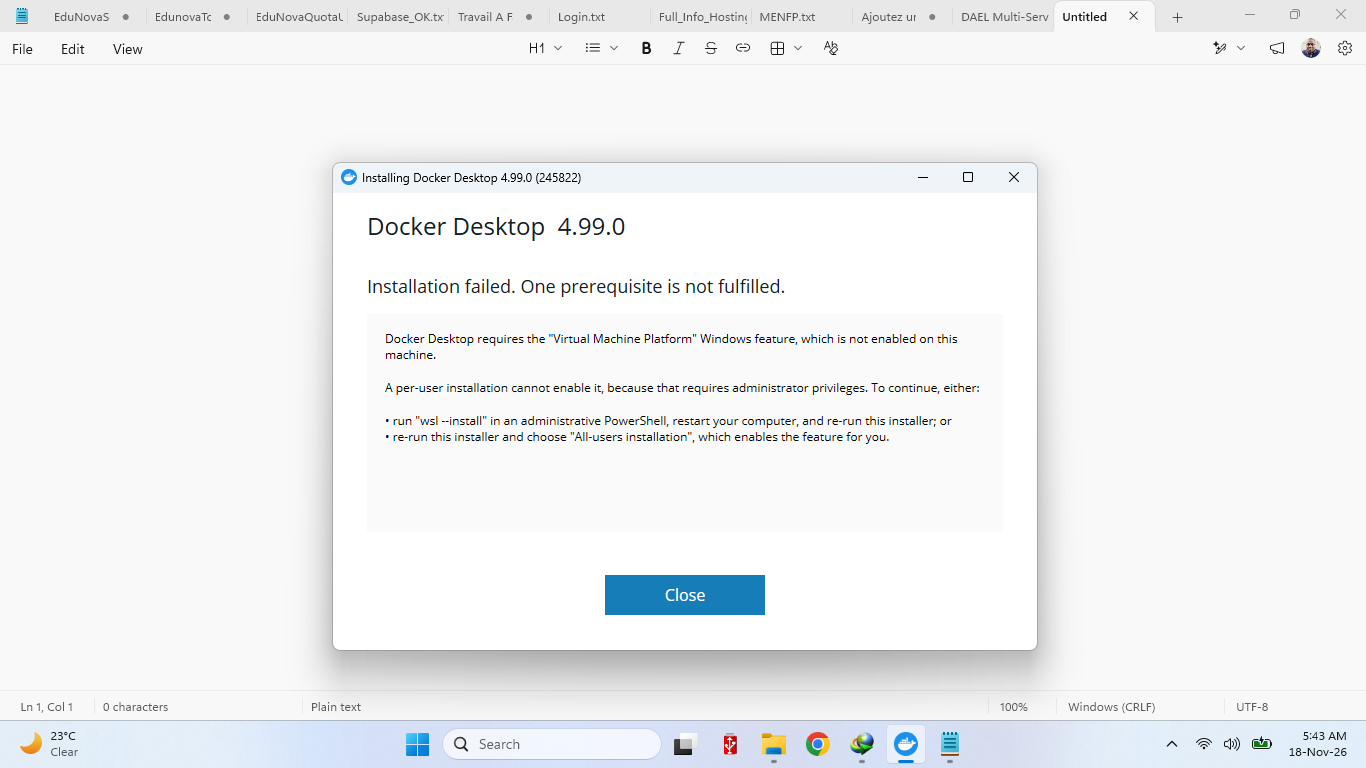 EduNovaS
EdunovaTc
EduNovaQuotaL
Supabase_OK.tx
Travail A F
Login.txt
Full_Info_Hosting
MENFP.txt
Ajoutez ur
DAEL Multi-Serv
Untitled
File
Edit
View
H1
B
Installing Docker Desktop 4.99.0 (245822)
Docker Desktop 4.99.0
Installation failed. One prerequisite is not fulfilled.
Docker Desktop requires the "Virtual Machine Platform" Windows feature, which is not enabled on this
machine.
A per-user installation cannot enable it, because that requires administrator privileges. To continue, either:
• run "wsl --install" in an administrative PowerShell, restart your computer, and re-run this installer; or
• re-run this installer and choose "All-users installation", which enables the feature for you.
Close
Ln 1, Col 1
0 characters
Plain text
100%
Windows (CRLF)
UTF-8
23°C
Clear
Search
5:43 AM
18-Nov-26